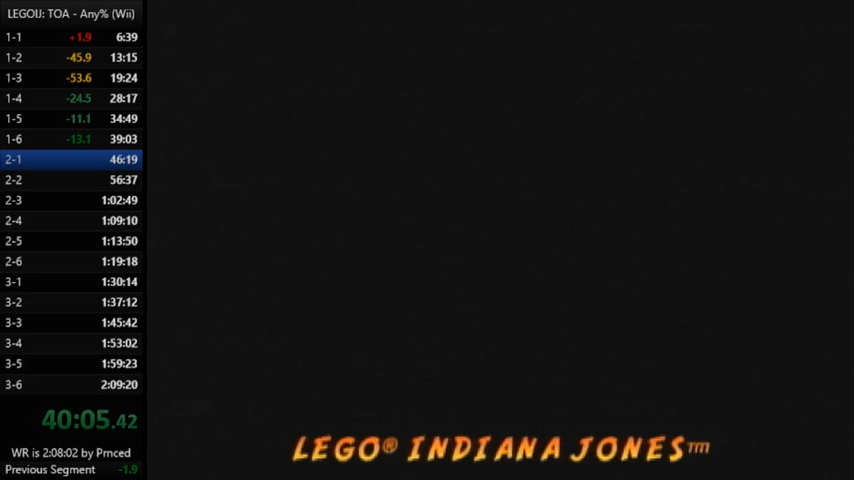 LEGOIJ: TOA - Any% (Wii)
1-1 +1.9 6:39
1-2 -45.9 13:15
1-3 -53.6 19:24
1-4 -24.5 28:17
1-5 -11.1 34:49
1-6 -13.1 39:03
2-1 46:19
2-2 56:37
2-3 1:02:49
2-4 1:09:10
2-5 1:13:50
2-6 1:19:18
3-1 1:30:14
3-2 1:37:12
3-3 1:45:42
3-4 1:53:02
3-5 1:59:23
3-6 2:09:20
40:05.42
WR is 2:08:02 by Prnced
Previous Segment -1.9
LEGO® INDIANA JONES™